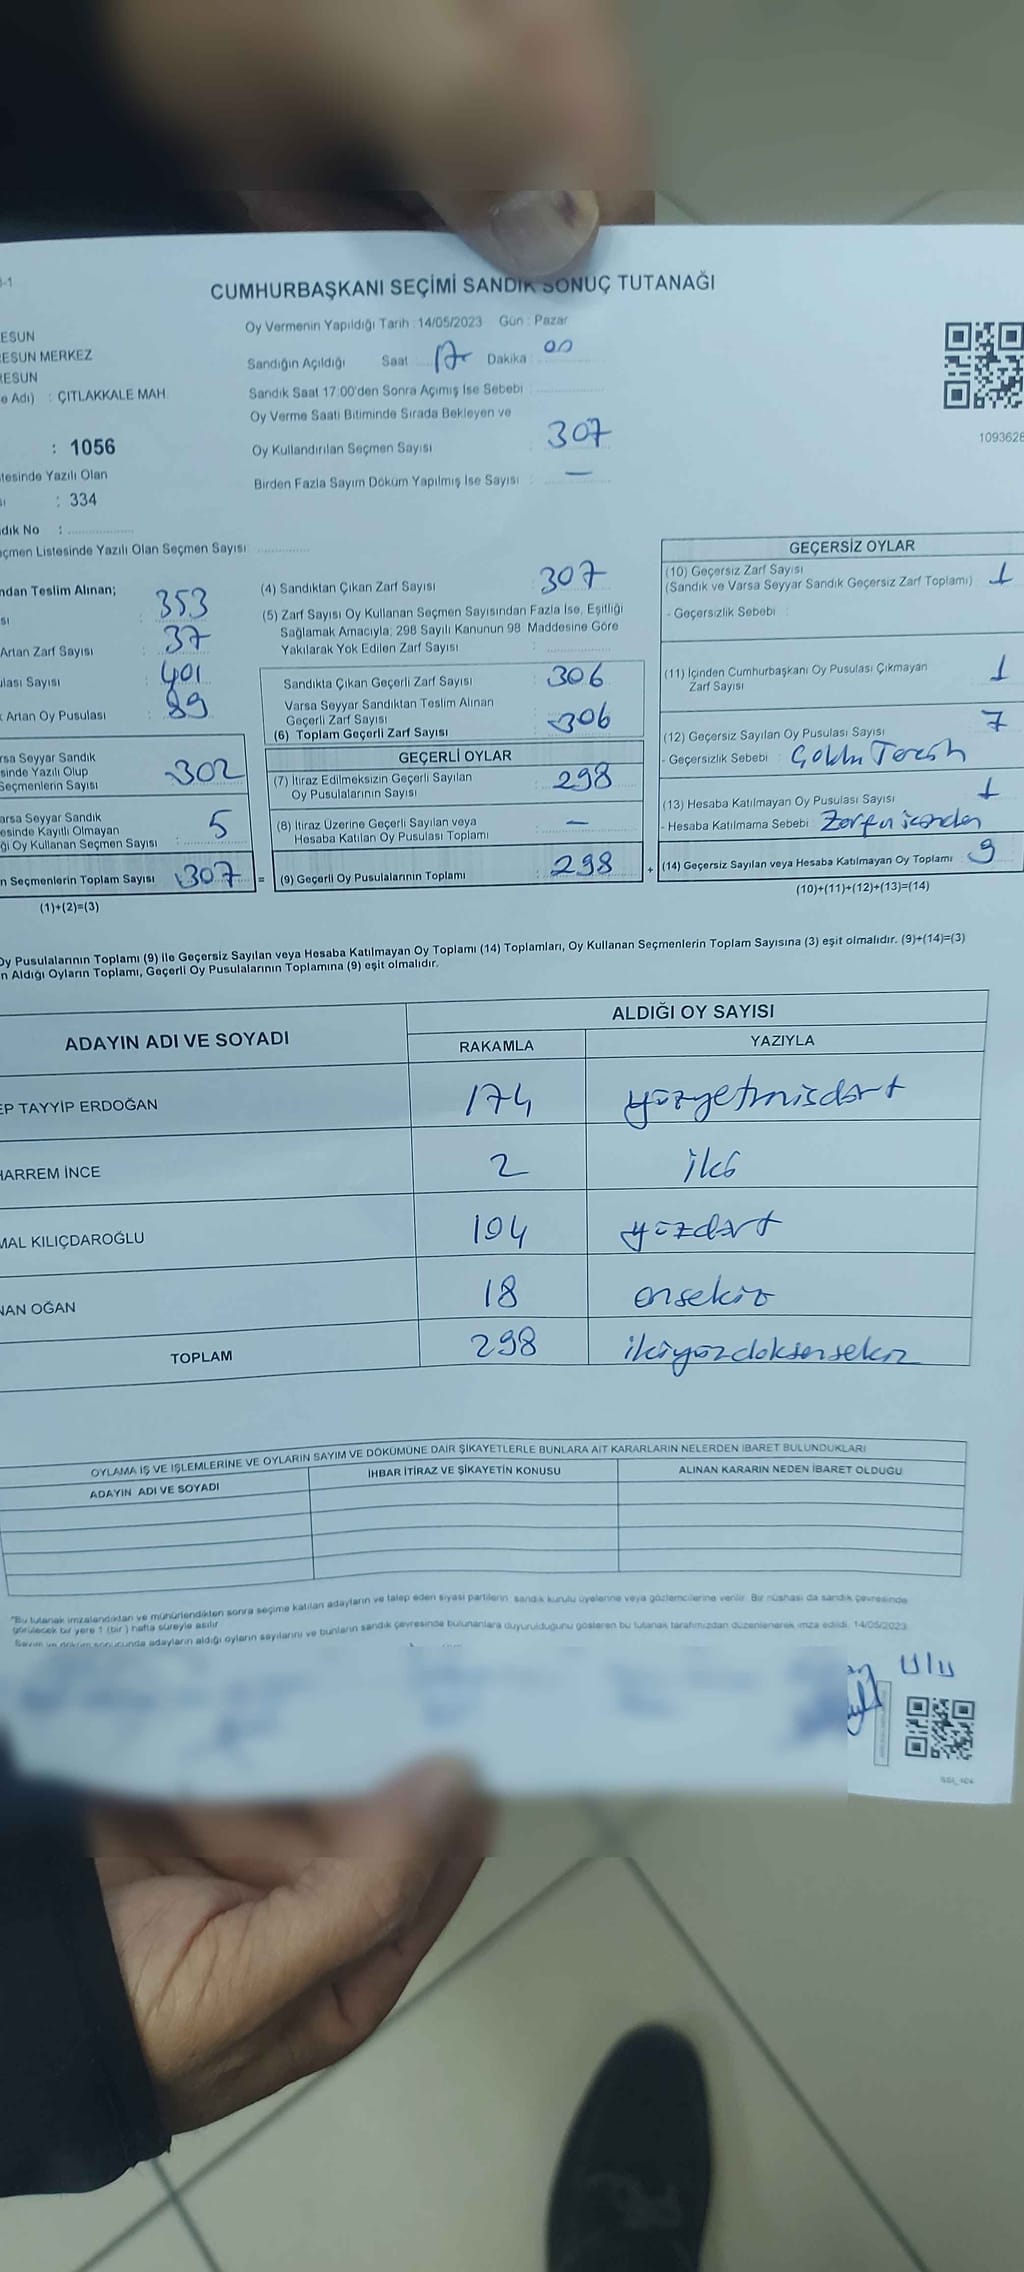 -1
CUMHURBAŞKANI SEÇİMİ SANDIK SONUÇ TUTANAĞI
Oy Vermenin Yapıldığı Tarih : 14/05/2023 Gün : Pazar
ESUN
Sandığın Açıldığı Saat 17 Dakika : 00
ESUN MERKEZ
RESUN
Sandık Saat 17:00'den Sonra Açımış İse Sebebi :
e Adı) : ÇITLAKKALE MAH.
Oy Verme Saati Bitiminde Sırada Bekleyen ve
Oy Kullandırılan Seçmen Sayısı : 307
: 1056
1093628
Birden Fazla Sayım Döküm Yapılmış İse Sayısı : —
tesinde Yazılı Olan
sı : 334
dık No :
çmen Listesinde Yazılı Olan Seçmen Sayısı
ndan Teslim Alınan;
sı : 353
Artan Zarf Sayısı : 37
ulası Sayısı : 401
k Artan Oy Pusulası : 89
(4) Sandıktan Çıkan Zarf Sayısı : 307
(5) Zarf Sayısı Oy Kullanan Seçmen Sayısından Fazla İse, Eşitliği
Sağlamak Amacıyla; 298 Sayılı Kanunun 98. Maddesine Göre
Yakılarak Yok Edilen Zarf Sayısı :
Sandıkta Çıkan Geçerli Zarf Sayısı : 306
Varsa Seyyar Sandıktan Teslim Alınan
Geçerli Zarf Sayısı
(6) Toplam Geçerli Zarf Sayısı 306
GEÇERSİZ OYLAR
(10) Geçersiz Zarf Sayısı 1
(Sandık ve Varsa Seyyar Sandık Geçersiz Zarf Toplamı)
- Geçersizlik Sebebi :
(11) İçinden Cumhurbaşkanı Oy Pusulası Çıkmayan 1
Zarf Sayısı
(12) Geçersiz Sayılan Oy Pusulası Sayısı 7
- Geçersizlik Sebebi :
(13) Hesaba Katılmayan Oy Pusulası Sayısı 1
- Hesaba Katılmama Sebebi :
(14) Geçersiz Sayılan veya Hesaba Katılmayan Oy Toplamı : 9
(10)+(11)+(12)+(13)=(14)
rsa Seyyar Sandık
sinde Yazılı Olup
Seçmenlerin Sayısı 302
arsa Seyyar Sandık
esinde Kayıtlı Olmayan
ği Oy Kullanan Seçmen Sayısı : 5
n Seçmenlerin Toplam Sayısı 307 =
(1)+(2)=(3)
GEÇERLİ OYLAR
(7) İtiraz Edilmeksizin Geçerli Sayılan
Oy Pusulalarının Sayısı : 298
(8) İtiraz Üzerine Geçerli Sayılan veya
Hesaba Katılan Oy Pusulası Toplamı : —
(9) Geçerli Oy Pusulalarının Toplamı : 298 +
Oy Pusulalarının Toplamı (9) ile Geçersiz Sayılan veya Hesaba Katılmayan Oy Toplamı (14) Toplamları, Oy Kullanan Seçmenlerin Toplam Sayısına (3) eşit olmalıdır. (9)+(14)=(3)
n Aldığı Oyların Toplamı, Geçerli Oy Pusulalarının Toplamına (9) eşit olmalıdır.
ADAYIN ADI VE SOYADI ALDIĞI OY SAYISI
RAKAMLA YAZIYLA
EP TAYYİP ERDOĞAN 174 yüzyetmişdört
HARREM İNCE 2 iki
MAL KILIÇDAROĞLU 104 yüzdört
NAN OĞAN 18 onsekiz
TOPLAM 298 ikiyüzdoksansekiz
OYLAMA İŞ VE İŞLEMLERİNE VE OYLARIN SAYIM VE DÖKÜMÜNE DAİR ŞİKAYETLERLE BUNLARA AİT KARARLARIN NELERDEN İBARET BULUNDUKLARI
ADAYIN ADI VE SOYADI İHBAR İTİRAZ VE ŞİKAYETİN KONUSU ALINAN KARARIN NEDEN İBARET OLDUĞU
"Bu tutanak imzalandıktan ve mühürlendikten sonra seçime katılan adayların ve talep eden siyasi partilerin sandık kurulu üyelerine veya gözlemcilerine verilir. Bir nüshası da sandık çevresinde
görülecek bir yere 1 (bir) hafta süreyle asılır
Sayım ve döküm sonucunda adayların aldığı oyların sayılarını ve bunların sandık çevresinde bulunanlara duyurulduğunu gösteren bu tutanak tarafımızdan düzenlenerek imza edildi. 14/05/2023
ulu